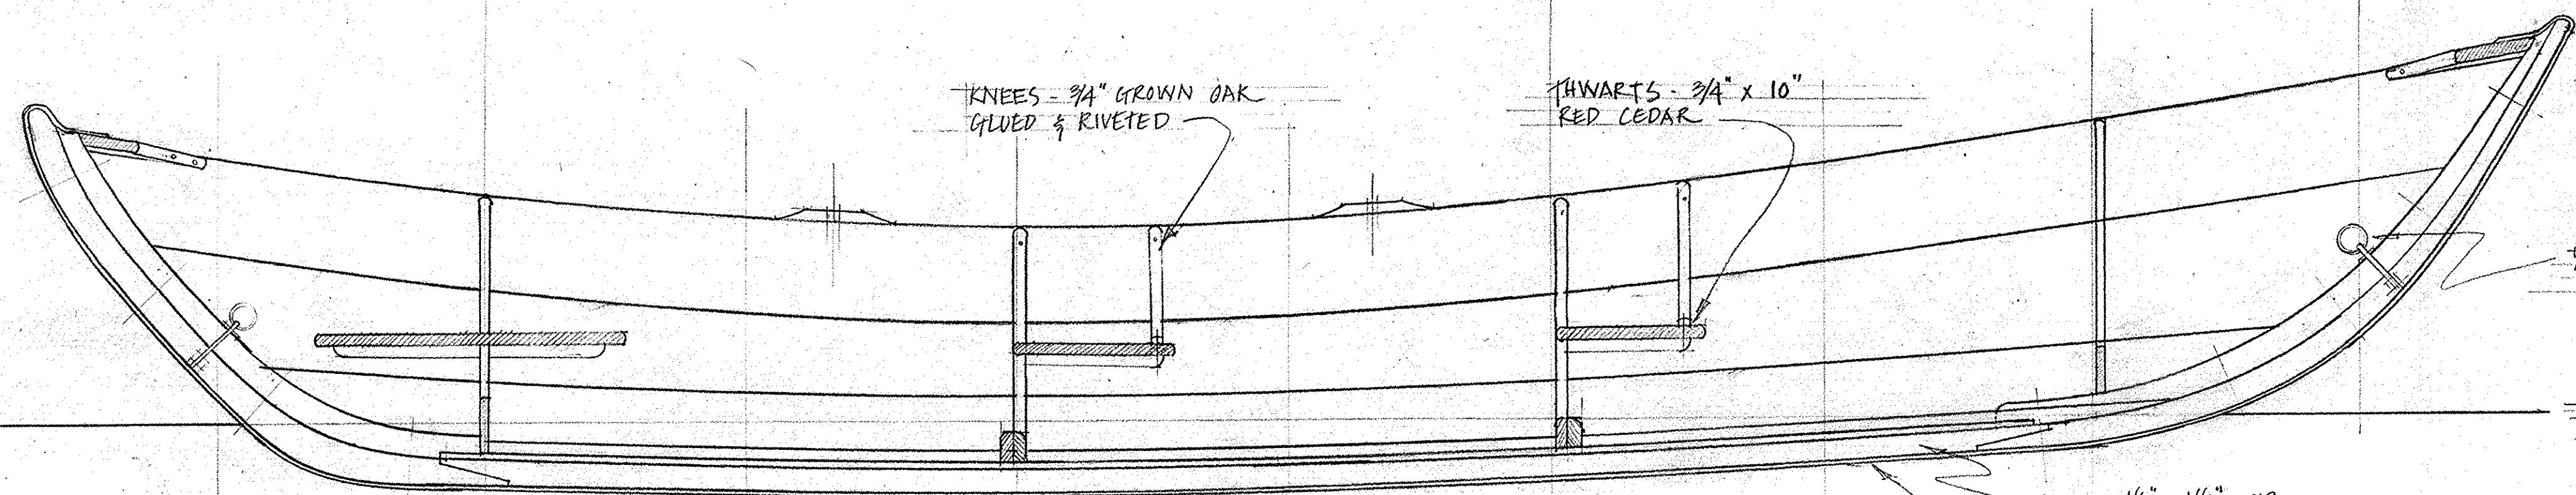 KNEES - 3/4" GROWN OAK
GLUED & RIVETED
THWARTS - 3/4" x 10"
RED CEDAR